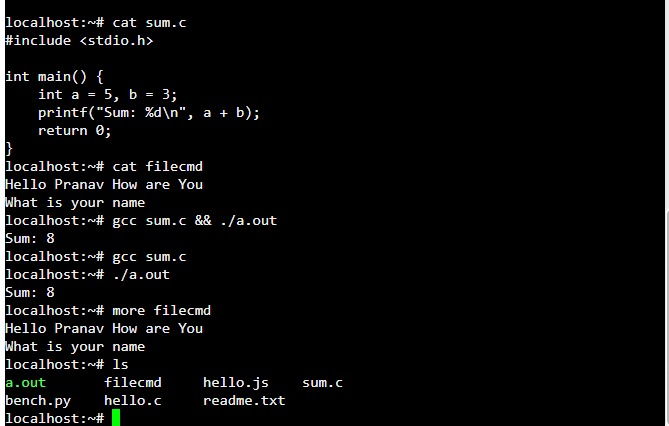 localhost:~# cat sum.c
#include <stdio.h>

int main() {
    int a = 5, b = 3;
    printf("Sum: %d\n", a + b);
    return 0;
}
localhost:~# cat filecmd
Hello Pranav How are You
What is your name
localhost:~# gcc sum.c && ./a.out
Sum: 8
localhost:~# gcc sum.c
localhost:~# ./a.out
Sum: 8
localhost:~# more filecmd
Hello Pranav How are You
What is your name
localhost:~# ls
a.out       filecmd     hello.js    sum.c
bench.py    hello.c     readme.txt
localhost:~#